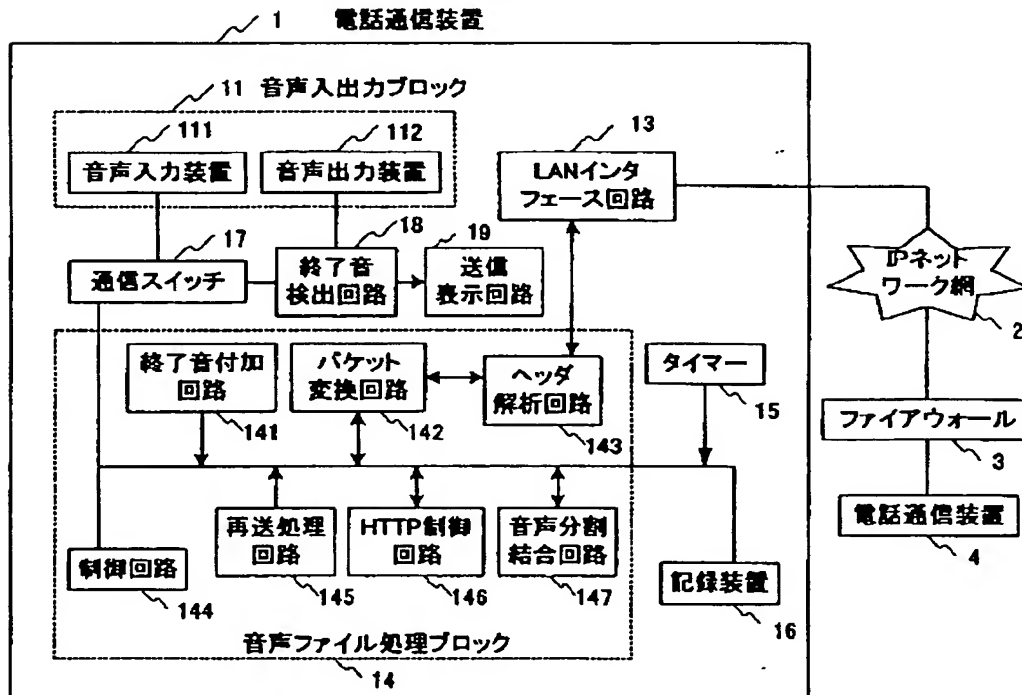 1 電話通信装置
11 音声入出力ブロック
111
112
13
音声入力装置
音声出力装置
LANインタ
フェース回路
17
18
19
通信スイッチ
終了音
検出回路
送信
表示回路
IPネット
ワーク網
2
終了音付加
回路
141
パケット
変換回路
142
ヘッダ
解析回路
143
タイマー
15
ファイアウォール
3
再送処理
回路
145
HTTP制御
回路
146
音声分割
結合回路
147
電話通信装置
4
制御回路
144
記録装置
16
音声ファイル処理ブロック
14